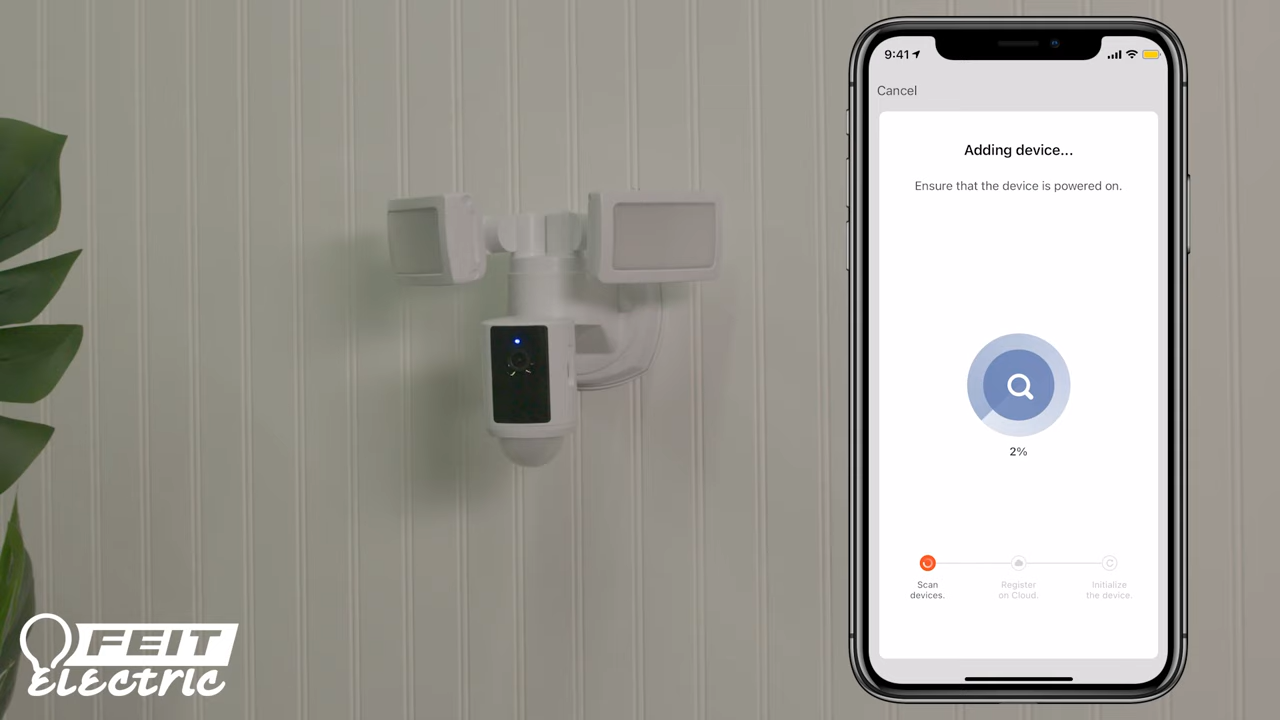 9:41
Cancel
Adding device...
Ensure that the device is powered on.
2%
Scan
devices.
Register
on Cloud.
Initialize
the device.
FEIT
Electric